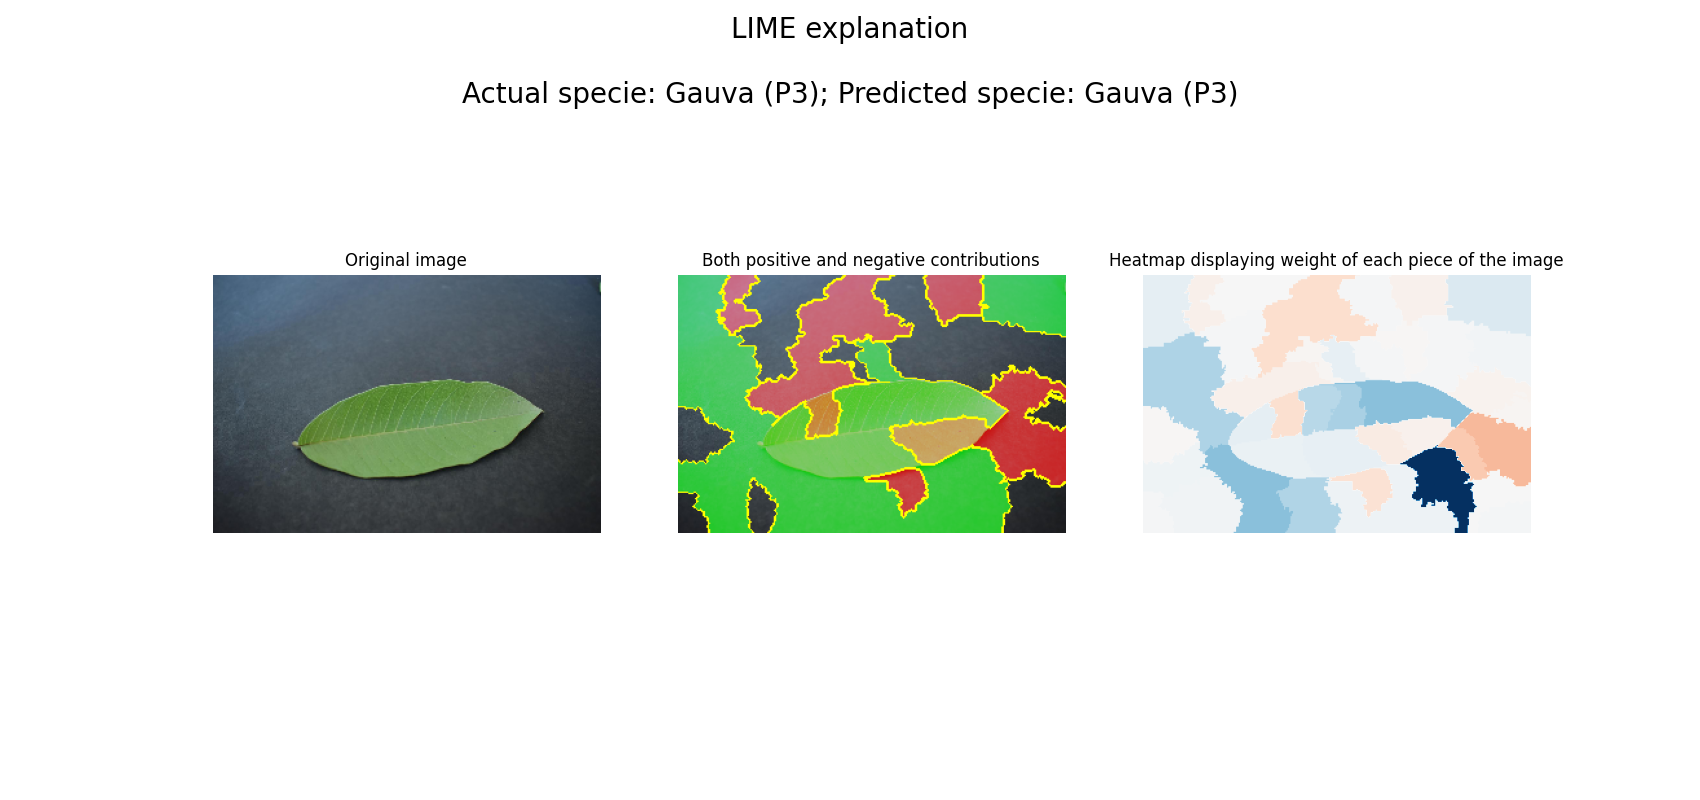 LIME explanation
Actual specie: Gauva (P3); Predicted specie: Gauva (P3)
Original image
Both positive and negative contributions
Heatmap displaying weight of each piece of the image